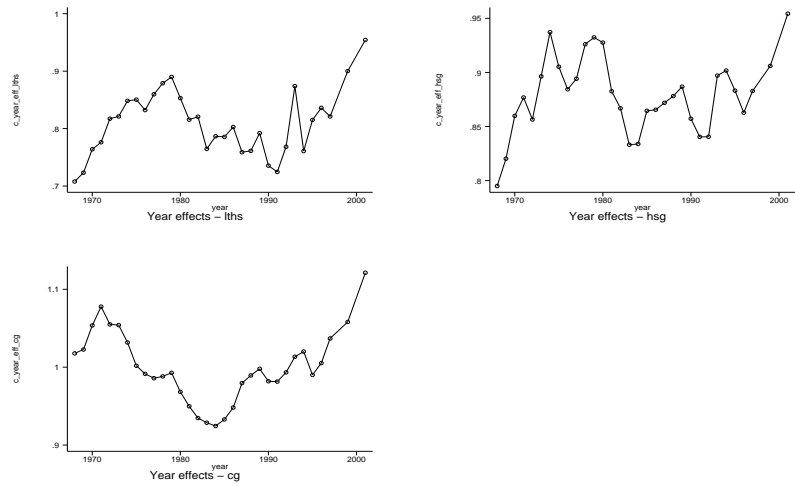 c_year_eff_lths
1
.9
.8
.7
1970 1980 1990 2000
year
Year effects – lths
c_year_eff_hsg
.95
.9
.85
.8
1970 1980 1990 2000
year
Year effects – hsg
c_year_eff_cg
1.1
1
.9
1970 1980 1990 2000
year
Year effects – cg